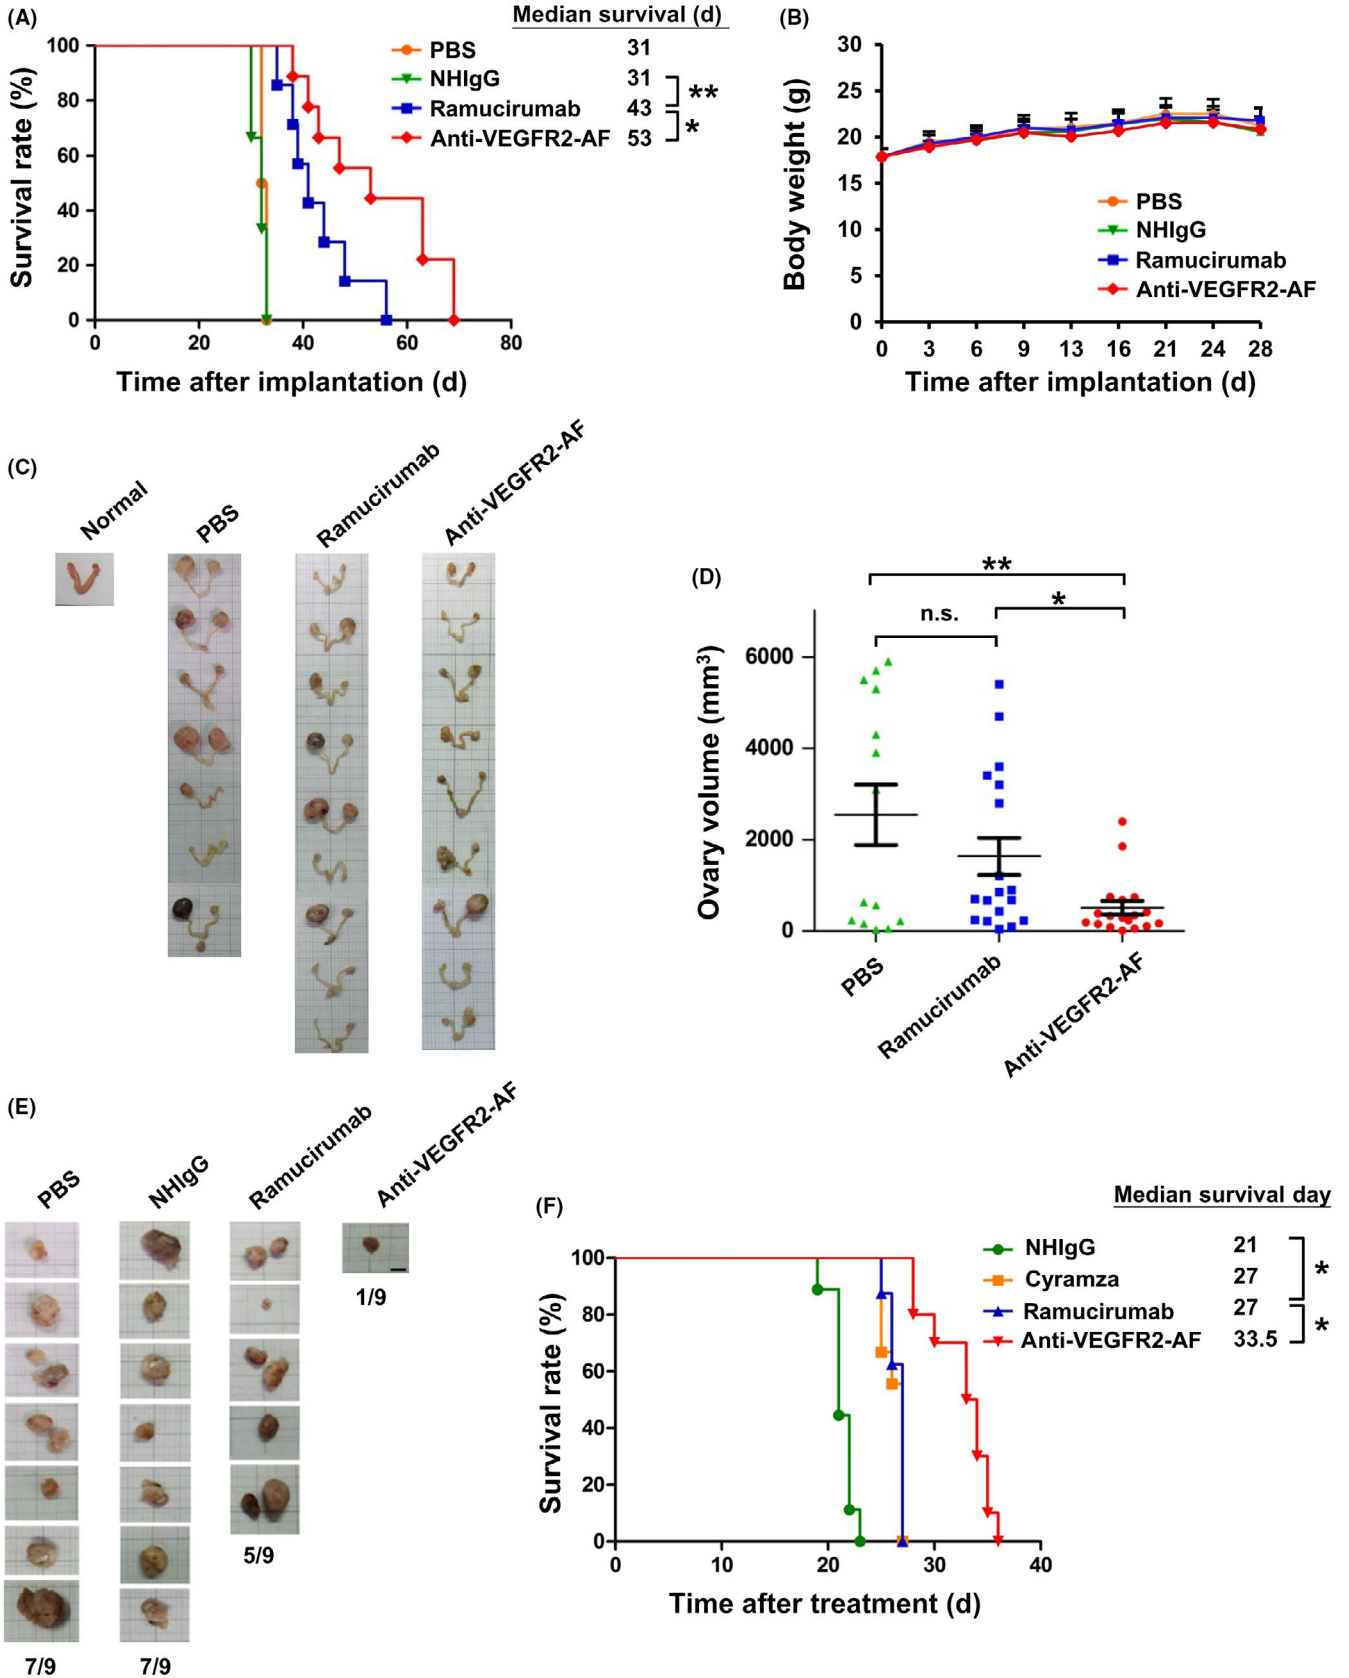 (A)
Median survival (d)
PBS 31
NHIgG 31
Ramucirumab 43
Anti-VEGFR2-AF 53
**
*
Survival rate (%)
100
80
60
40
20
0
0 20 40 60 80
Time after implantation (d)
(B)
Body weight (g)
30
25
20
15
10
5
0
PBS
NHIgG
Ramucirumab
Anti-VEGFR2-AF
0 3 6 9 13 16 21 24 28
Time after implantation (d)
(C)
Normal
PBS
Ramucirumab
Anti-VEGFR2-AF
(D)
**
n.s.
*
Ovary volume (mm³)
6000
4000
2000
0
PBS
Ramucirumab
Anti-VEGFR2-AF
(E)
PBS
NHIgG
Ramucirumab
Anti-VEGFR2-AF
1/9
5/9
7/9
7/9
(F)
Median survival day
NHIgG 21
Cyramza 27
Ramucirumab 27
Anti-VEGFR2-AF 33.5
*
*
Survival rate (%)
100
80
60
40
20
0
0 10 20 30 40
Time after treatment (d)